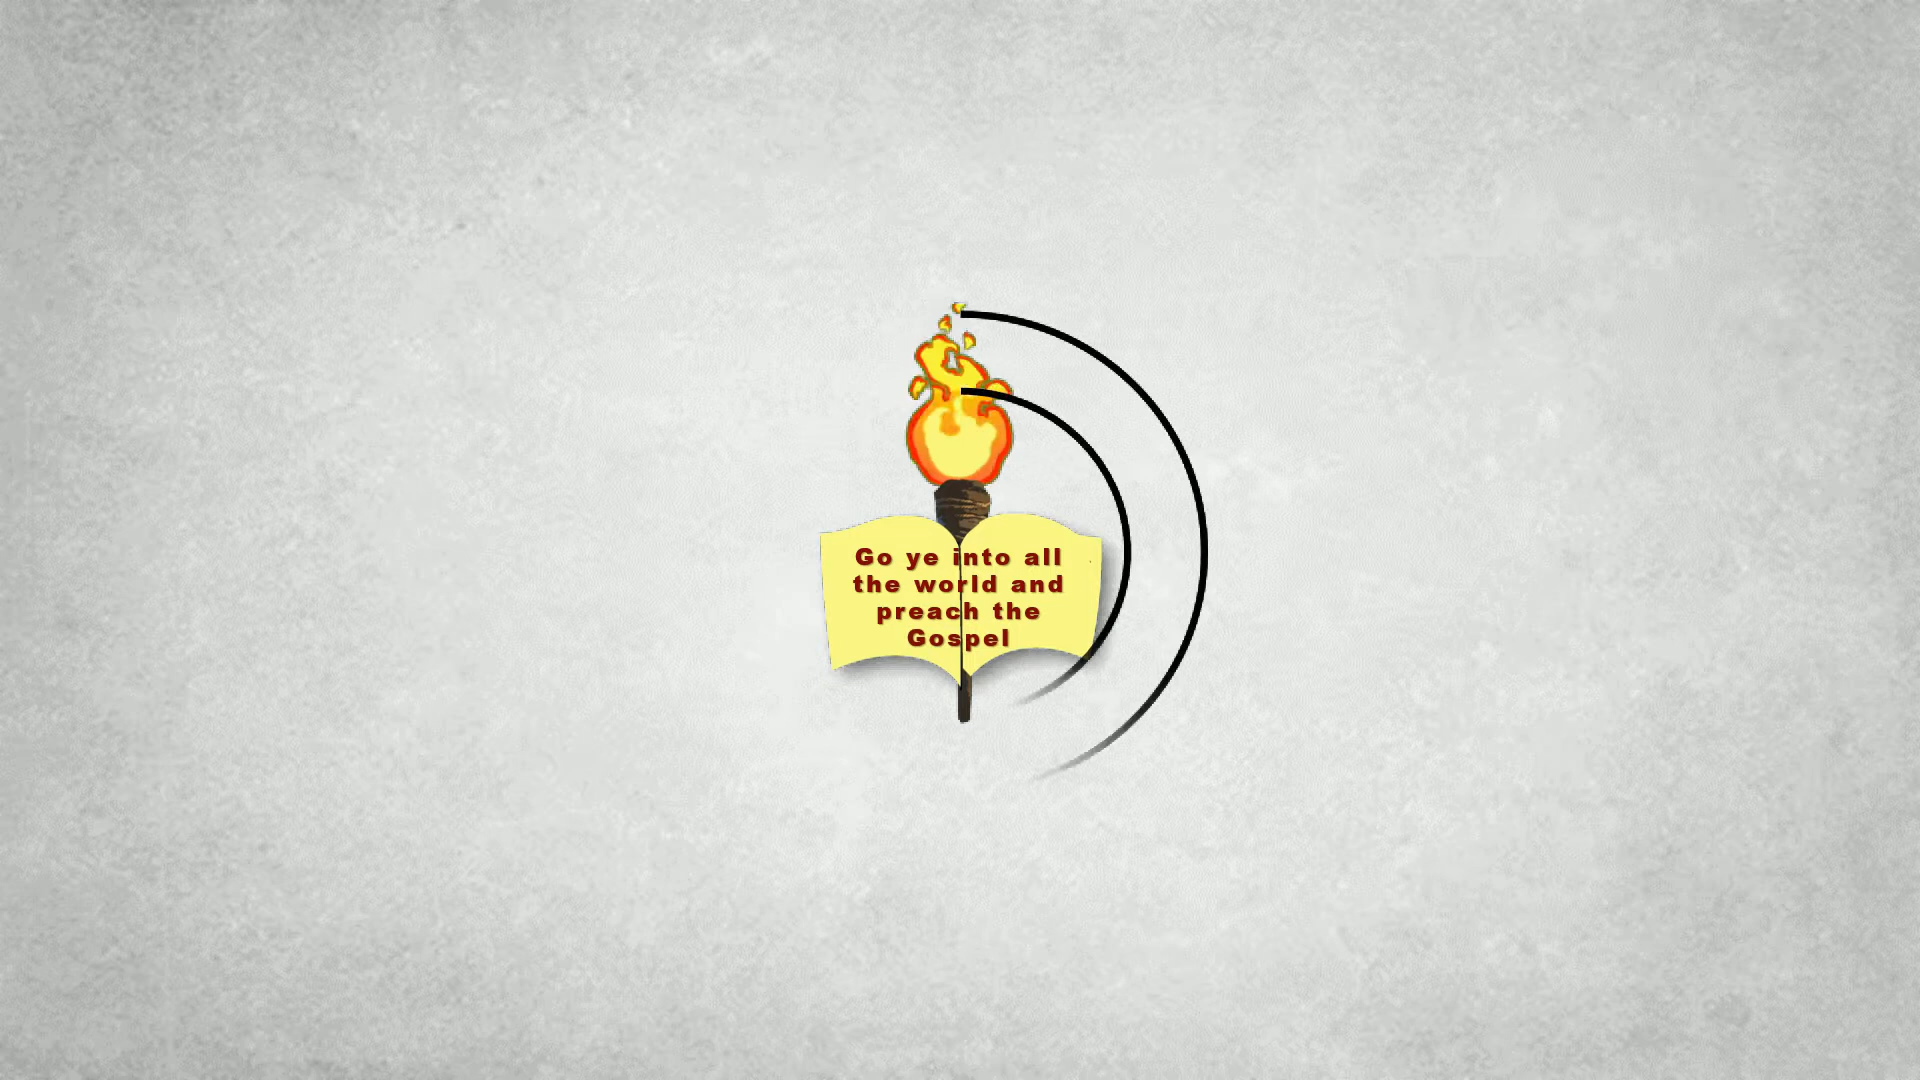 Go ye into all
the world and
preach the
Gospel